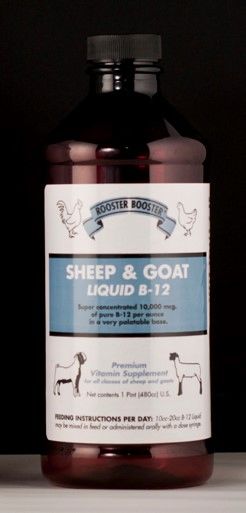 ROOSTER BOOSTER
SHEEP & GOAT
LIQUID B-12
Super concentrated 10,000 mcg.
of pure B-12 per ounce
in a very palatable base.
Premium
Vitamin Supplement
for all classes of sheep and goats
Net contents 1 Pint (480cc) U.S.
FEEDING INSTRUCTIONS PER DAY: 10cc-20cc B-12 Liquid
may be mixed in feed or administered orally with a dose syringe.